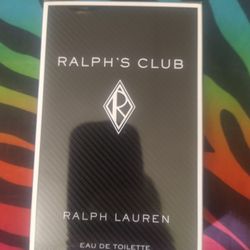 RALPH'S CLUB
R
RALPH LAUREN
EAU DE TOILETTE